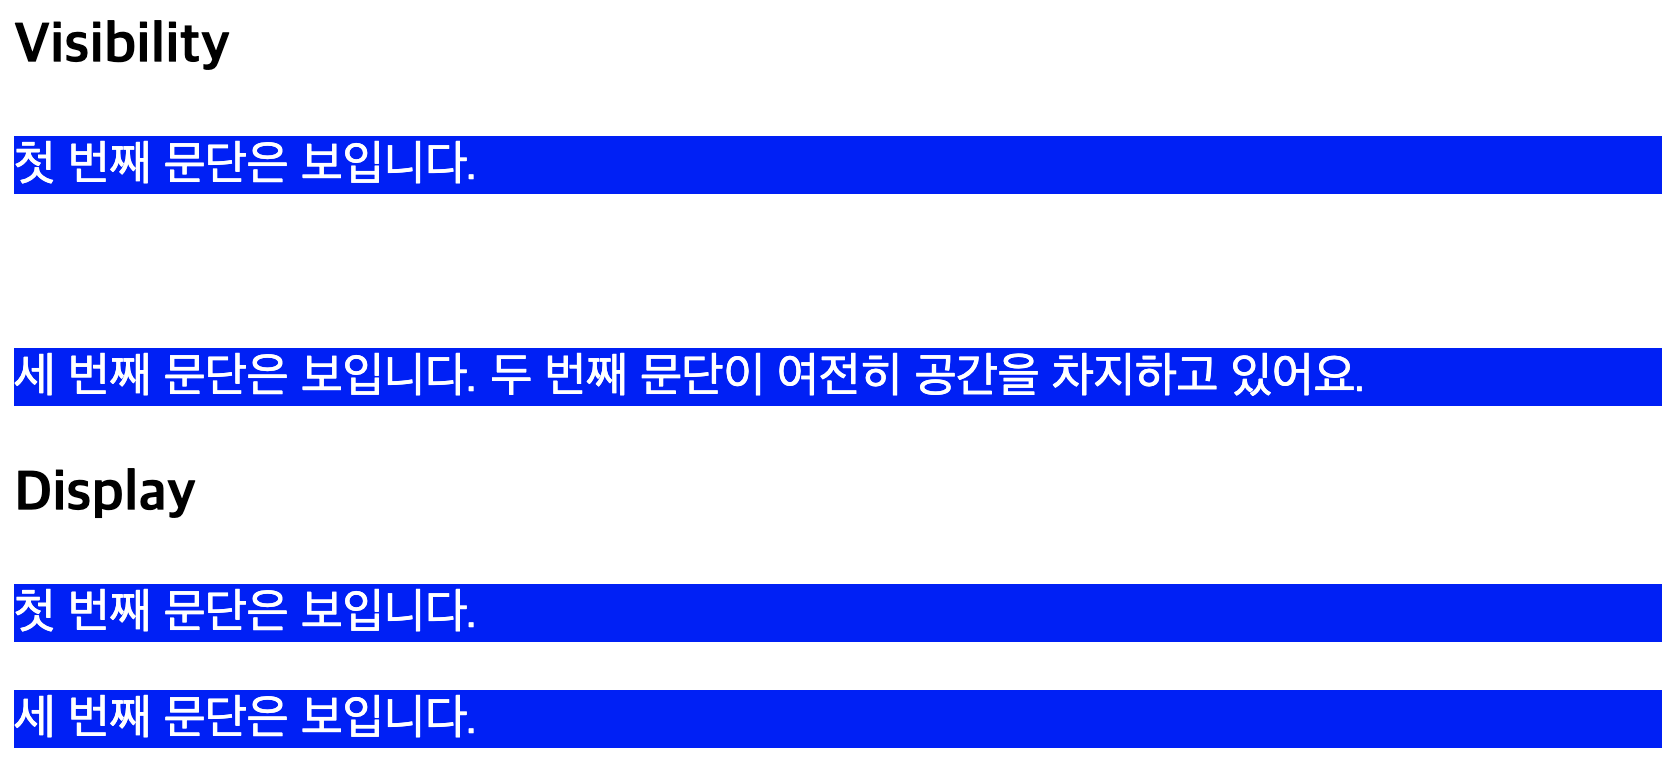 Visibility
첫 번째 문단은 보입니다.
세 번째 문단은 보입니다. 두 번째 문단이 여전히 공간을 차지하고 있어요.
Display
첫 번째 문단은 보입니다.
세 번째 문단은 보입니다.